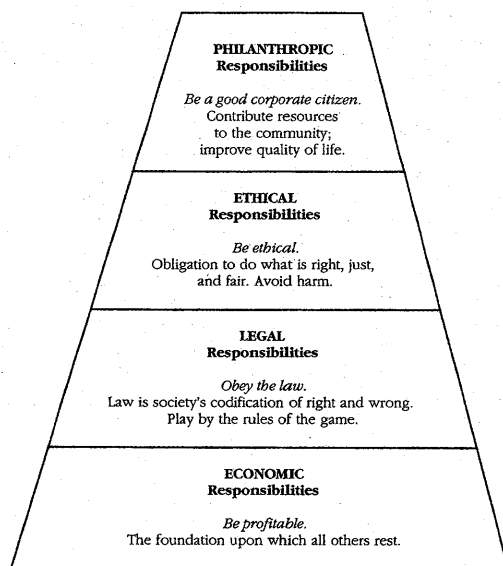 PHILANTHROPIC
Responsibilities
Be a good corporate citizen.
Contribute resources
to the community;
improve quality of life.
ETHICAL
Responsibilities
Be ethical.
Obligation to do what is right, just,
and fair. Avoid harm.
LEGAL
Responsibilities
Obey the law.
Law is society's codification of right and wrong.
Play by the rules of the game.
ECONOMIC
Responsibilities
Be profitable.
The foundation upon which all others rest.